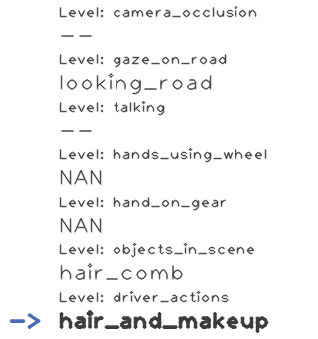 Level: camera_occlusion
--
Level: gaze_on_road
looking_road
Level: talking
--
Level: hands_using_wheel
NAN
Level: hand_on_gear
NAN
Level: objects_in_scene
hair_comb
Level: driver_actions
-> hair_and_makeup